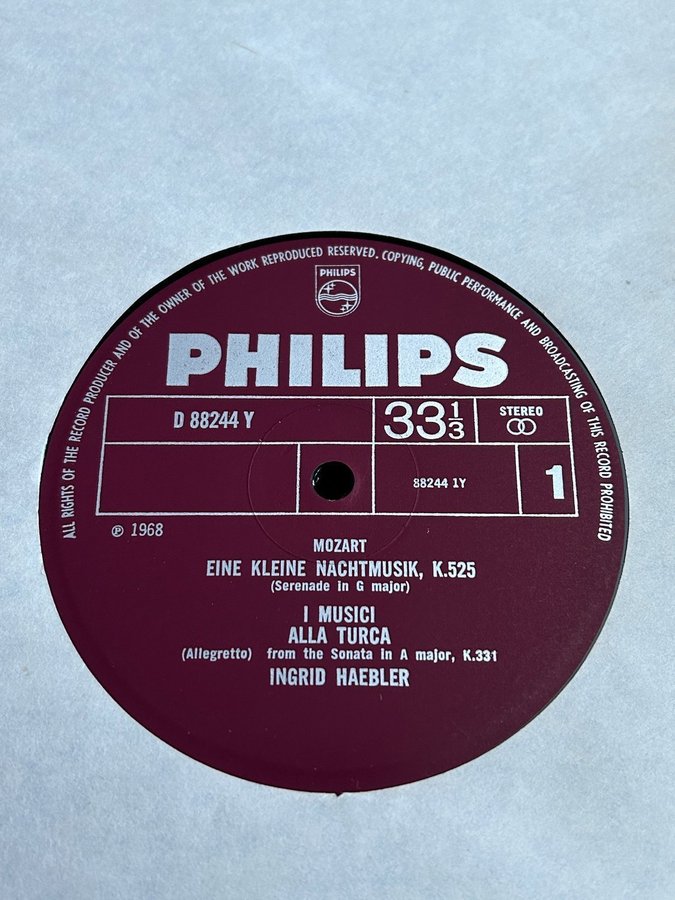 ALL RIGHTS OF THE RECORD PRODUCER AND OF THE OWNER OF THE WORK REPRODUCED RESERVED. COPYING, PUBLIC PERFORMANCE AND BROADCASTING OF THIS RECORD PROHIBITED
PHILIPS
PHILIPS
D 88244 Y
33 1/3
STEREO
88244 1Y
1
℗ 1968
MOZART
EINE KLEINE NACHTMUSIK, K.525
(Serenade in G major)
I MUSICI
ALLA TURCA
(Allegretto) from the Sonata in A major, K.331
INGRID HAEBLER